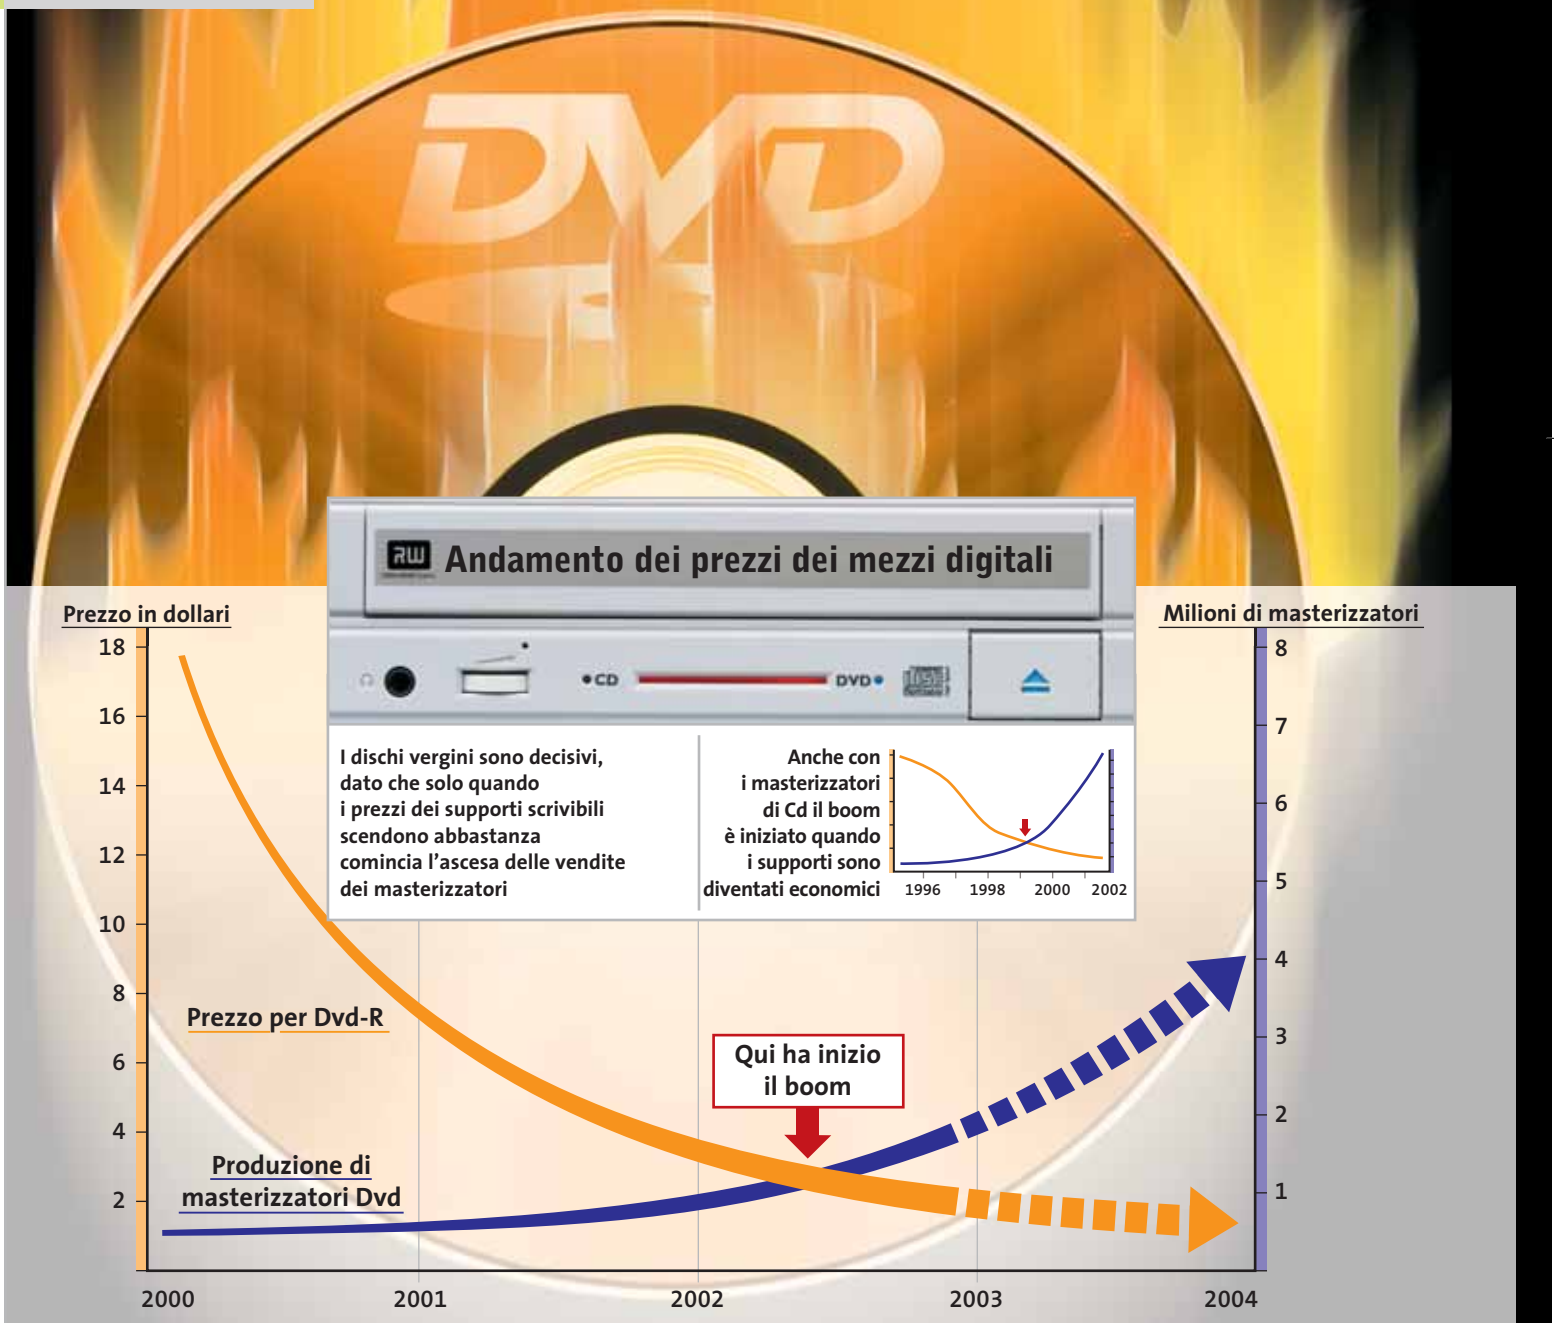 DVD
RW
Andamento dei prezzi dei mezzi digitali
CD
DVD
I dischi vergini sono decisivi,
dato che solo quando
i prezzi dei supporti scrivibili
scendono abbastanza
comincia l'ascesa delle vendite
dei masterizzatori
Anche con
i masterizzatori
di Cd il boom
è iniziato quando
i supporti sono
diventati economici
1996 1998 2000 2002
Prezzo in dollari
18
16
14
12
10
8
6
4
2
Milioni di masterizzatori
8
7
6
5
4
3
2
1
Prezzo per Dvd-R
Qui ha inizio
il boom
Produzione di
masterizzatori Dvd
2000 2001 2002 2003 2004